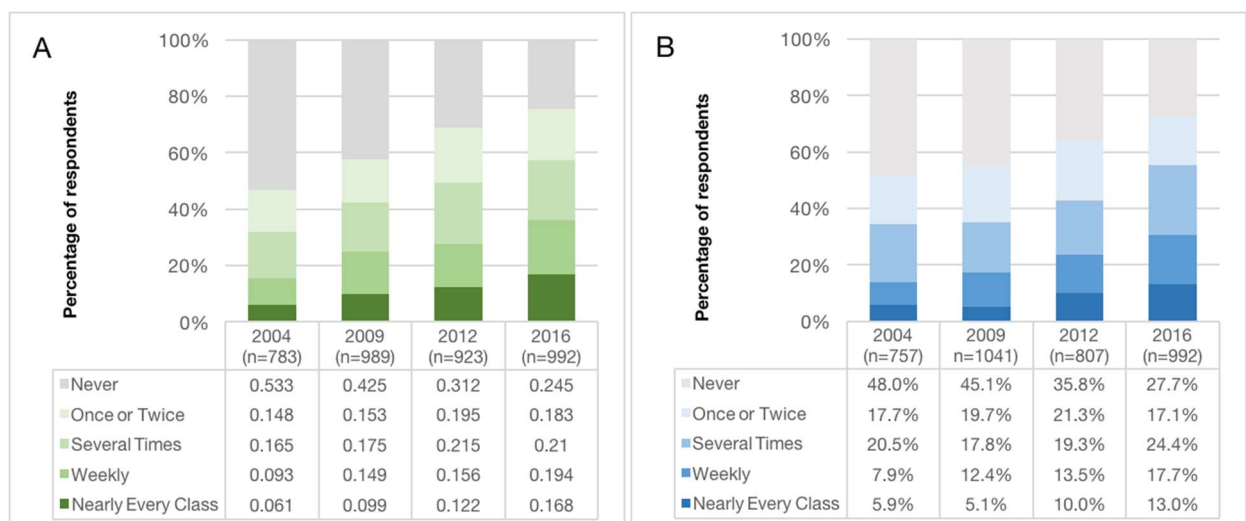 A
Percentage of respondents
100%
80%
60%
40%
20%
0%
2004 2009 2012 2016
(n=783) (n=989) (n=923) (n=992)
Never 0.533 0.425 0.312 0.245
Once or Twice 0.148 0.153 0.195 0.183
Several Times 0.165 0.175 0.215 0.21
Weekly 0.093 0.149 0.156 0.194
Nearly Every Class 0.061 0.099 0.122 0.168
B
Percentage of respondents
100%
80%
60%
40%
20%
0%
2004 2009 2012 2016
(n=757) n=1041) (n=807) (n=992)
Never 48.0% 45.1% 35.8% 27.7%
Once or Twice 17.7% 19.7% 21.3% 17.1%
Several Times 20.5% 17.8% 19.3% 24.4%
Weekly 7.9% 12.4% 13.5% 17.7%
Nearly Every Class 5.9% 5.1% 10.0% 13.0%